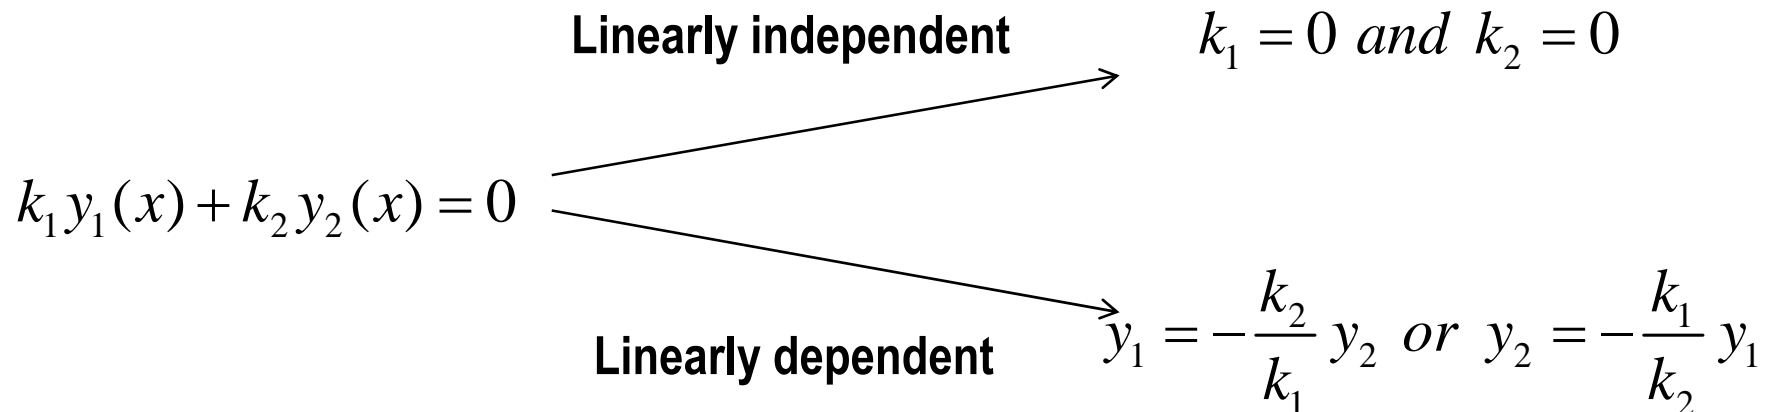 Linearly independent
k₁ = 0 and k₂ = 0
k₁y₁(x) + k₂y₂(x) = 0
Linearly dependent
y₁ = −k₂/k₁ y₂ or y₂ = −k₁/k₂ y₁